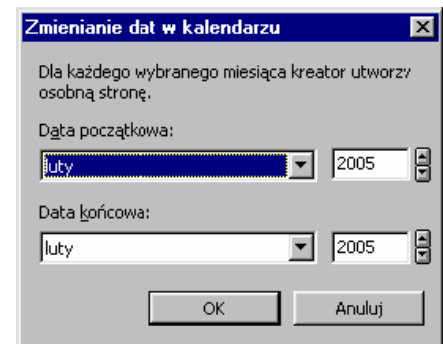 Zmienianie dat w kalendarzu
Dla każdego wybranego miesiąca kreator utworzy
osobną stronę.
Data początkowa:
luty 2005
Data końcowa:
luty 2005
OK Anuluj